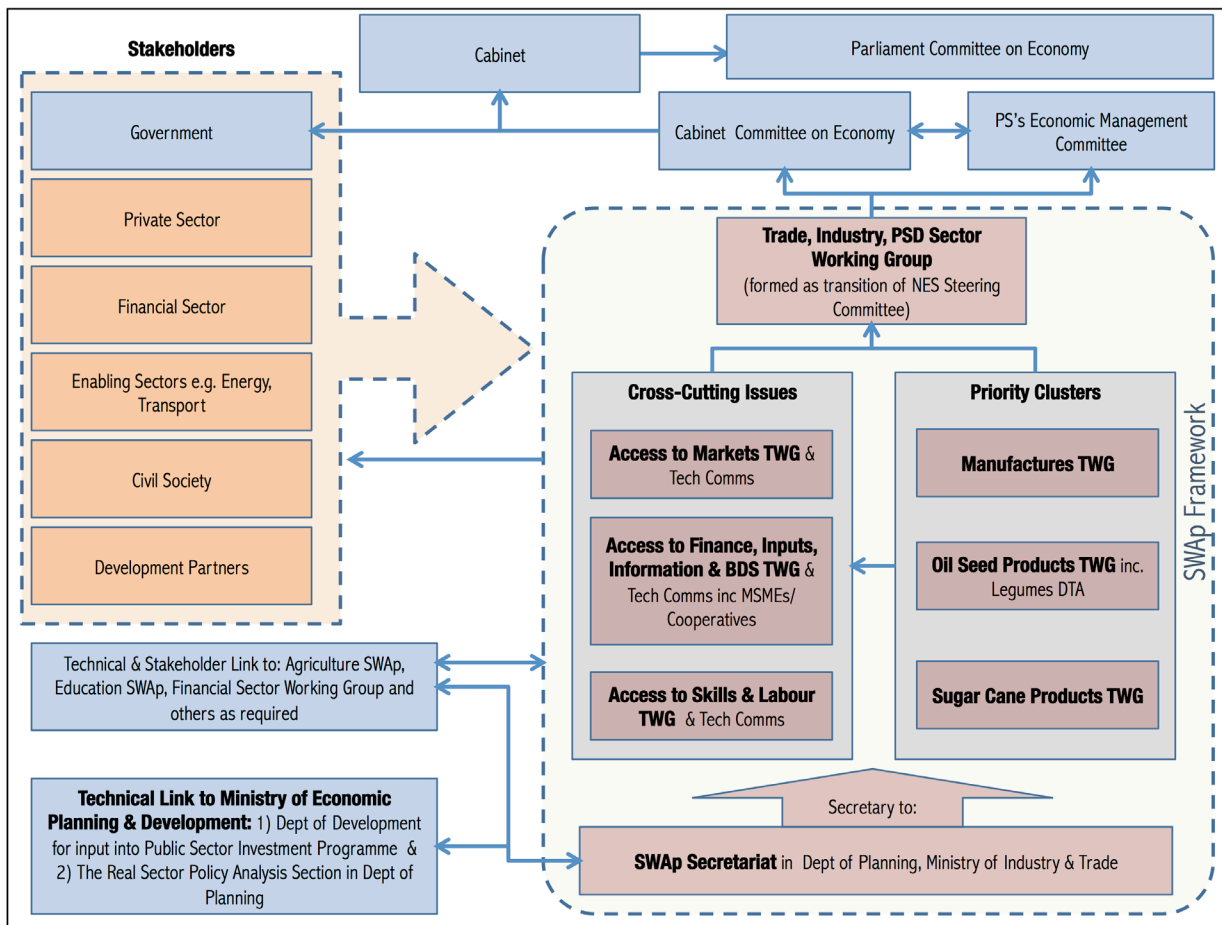 Stakeholders
Government
Private Sector
Financial Sector
Enabling Sectors e.g. Energy,
Transport
Civil Society
Development Partners
Cabinet
Parliament Committee on Economy
Cabinet Committee on Economy
PS's Economic Management
Committee
Trade, Industry, PSD Sector
Working Group
(formed as transition of NES Steering
Committee)
Cross-Cutting Issues
Access to Markets TWG &
Tech Comms
Access to Finance, Inputs,
Information & BDS TWG &
Tech Comms inc MSMEs/
Cooperatives
Access to Skills & Labour
TWG & Tech Comms
Priority Clusters
Manufactures TWG
Oil Seed Products TWG inc.
Legumes DTA
Sugar Cane Products TWG
SWAp Framework
Technical & Stakeholder Link to: Agriculture SWAp,
Education SWAp, Financial Sector Working Group and
others as required
Technical Link to Ministry of Economic
Planning & Development: 1) Dept of Development
for input into Public Sector Investment Programme &
2) The Real Sector Policy Analysis Section in Dept of
Planning
Secretary to:
SWAp Secretariat in Dept of Planning, Ministry of Industry & Trade